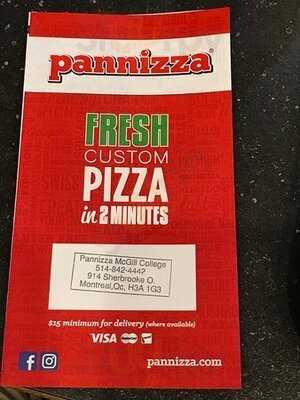 pannizza
FRESH
CUSTOM
PIZZA
in 2 MINUTES
Pannizza McGill College
514-842-4442
914 Sherbrooke O.
Montreal,Qc, H3A 1G3
$15 minimum for delivery (where available)
VISA
pannizza.com